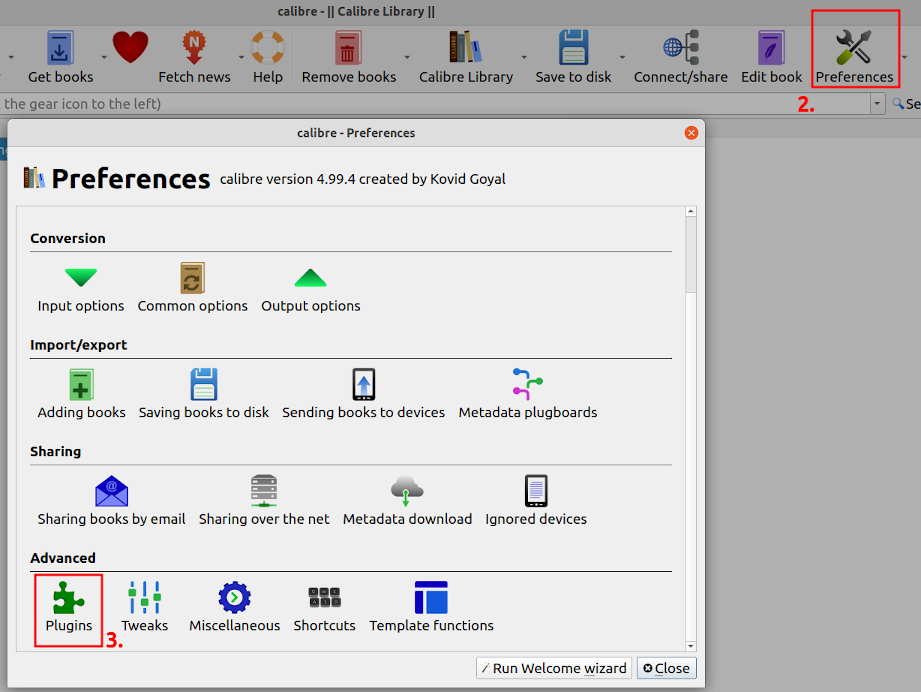 calibre - || Calibre Library ||
Get books Fetch news Help Remove books Calibre Library Save to disk Connect/share Edit book Preferences
the gear icon to the left) 2. Se
calibre - Preferences
Preferences calibre version 4.99.4 created by Kovid Goyal
Conversion
Input options Common options Output options
Import/export
Adding books Saving books to disk Sending books to devices Metadata plugboards
Sharing
Sharing books by email Sharing over the net Metadata download Ignored devices
Advanced
Plugins Tweaks Miscellaneous Shortcuts Template functions
3.
Run Welcome wizard Close